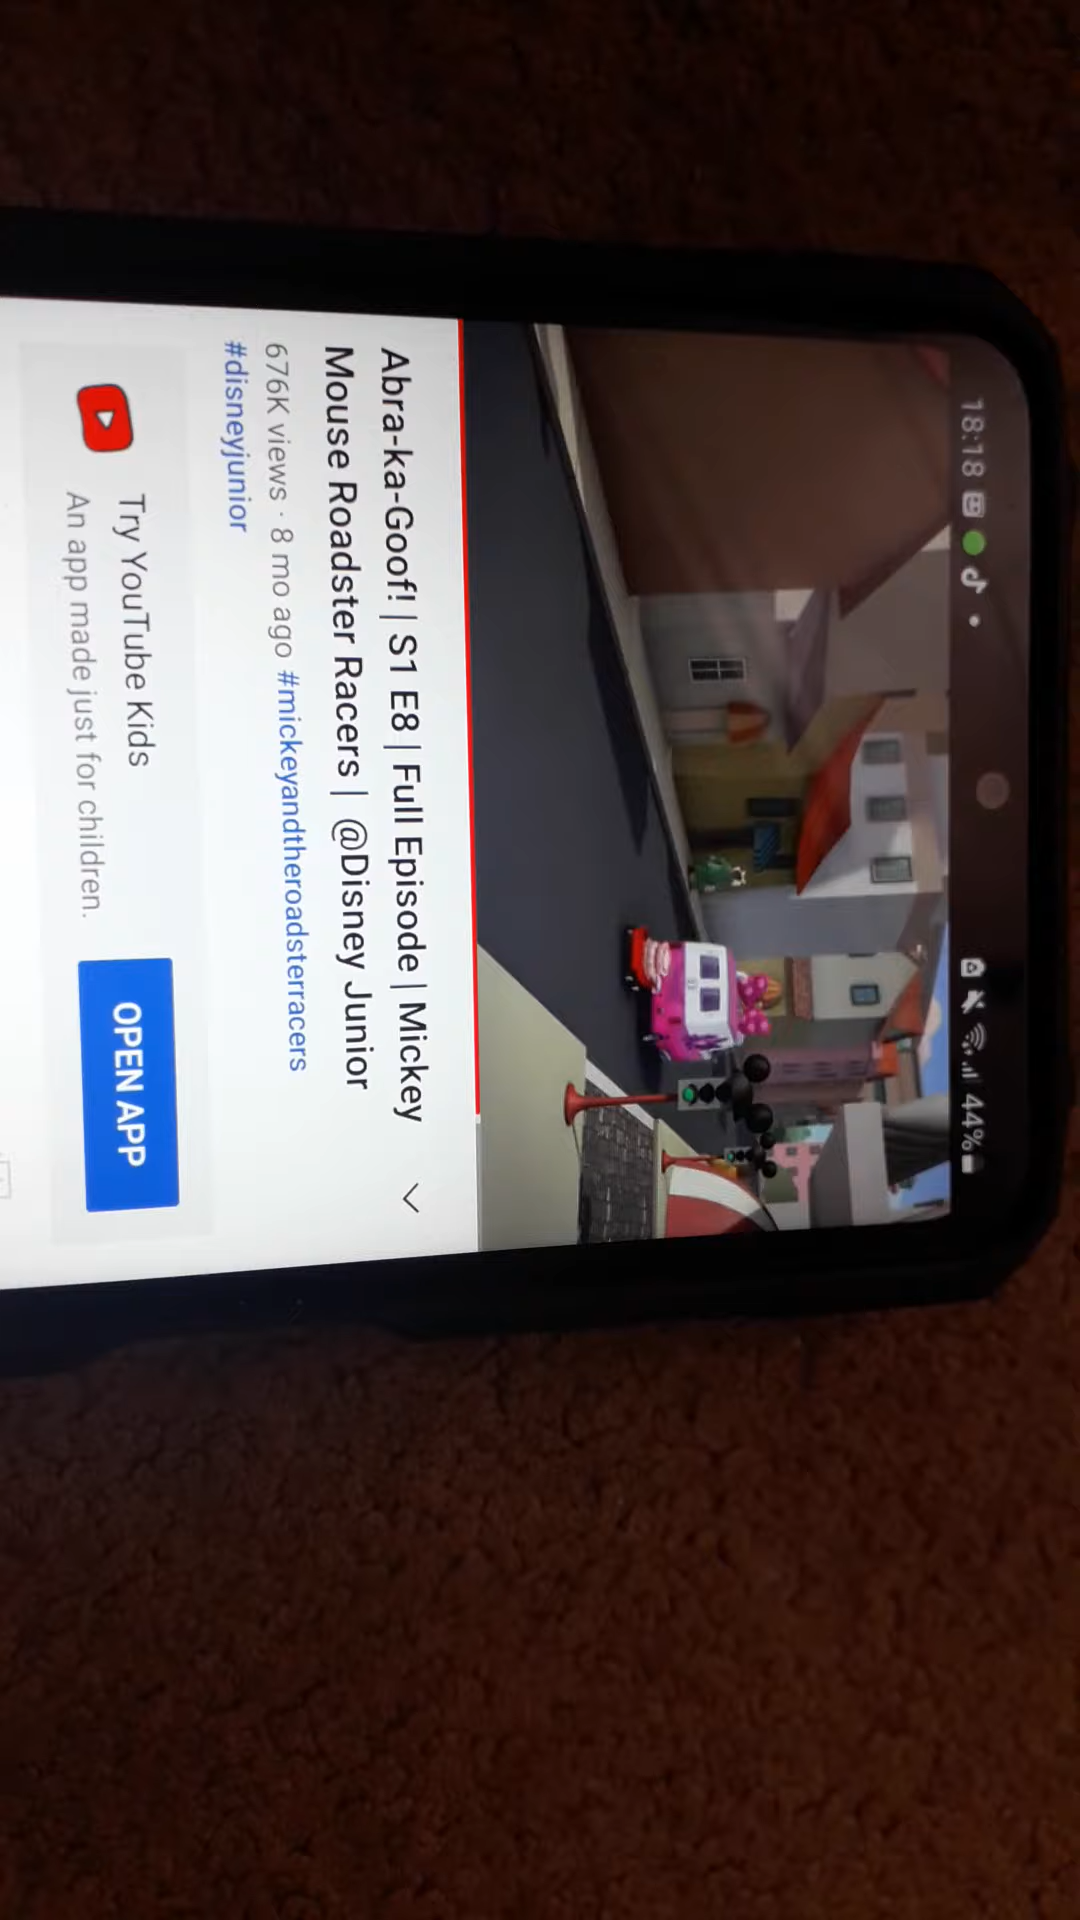 18:18 44%
Abra-ka-Goof! | S1 E8 | Full Episode | Mickey
Mouse Roadster Racers | @Disney Junior
676K views · 8 mo ago #mickeyandtheroadsterracers
#disneyjunior
Try YouTube Kids
An app made just for children.
OPEN APP